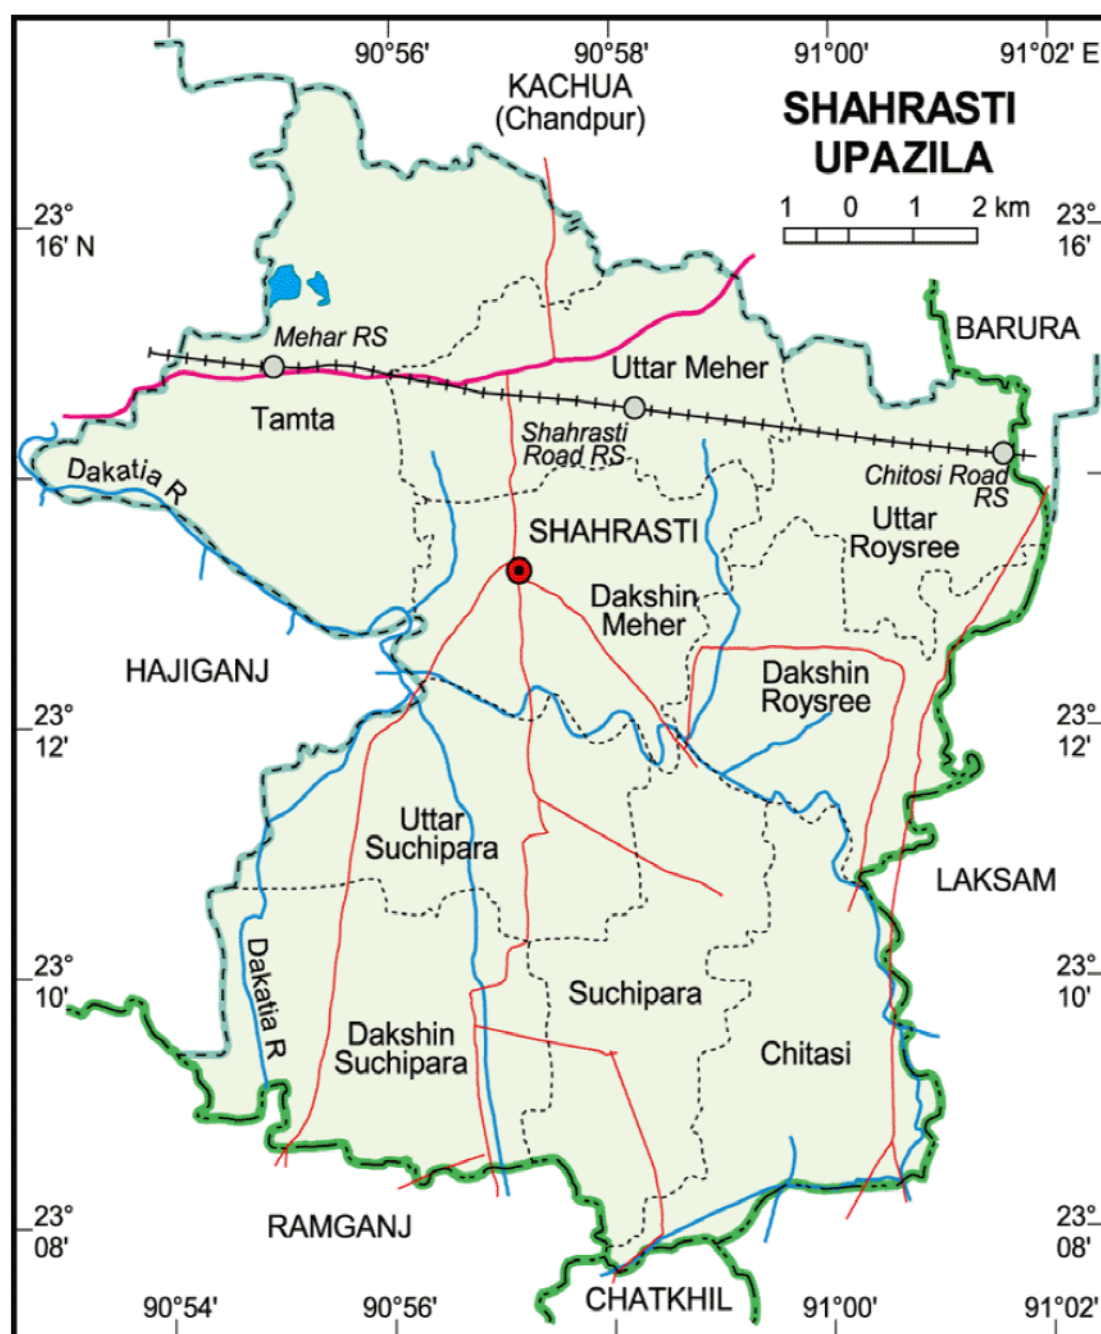 90°56' 90°58' 91°00' 91°02' E
KACHUA
(Chandpur)
SHAHRASTI
UPAZILA
1 0 1 2 km
23°
16' N
23°
16'
BARURA
Mehar RS
Uttar Meher
Tamta
Shahrasti
Road RS
Dakatia R
Chitosi Road
RS
Uttar
Roysree
SHAHRASTI
Dakshin
Meher
HAJIGANJ
Dakshin
Roysree
23°
12'
23°
12'
Uttar
Suchipara
LAKSAM
23°
10'
Dakatia R
Suchipara
23°
10'
Dakshin
Suchipara
Chitasi
RAMGANJ
23°
08'
23°
08'
CHATKHIL
90°54' 90°56' 91°00' 91°02'